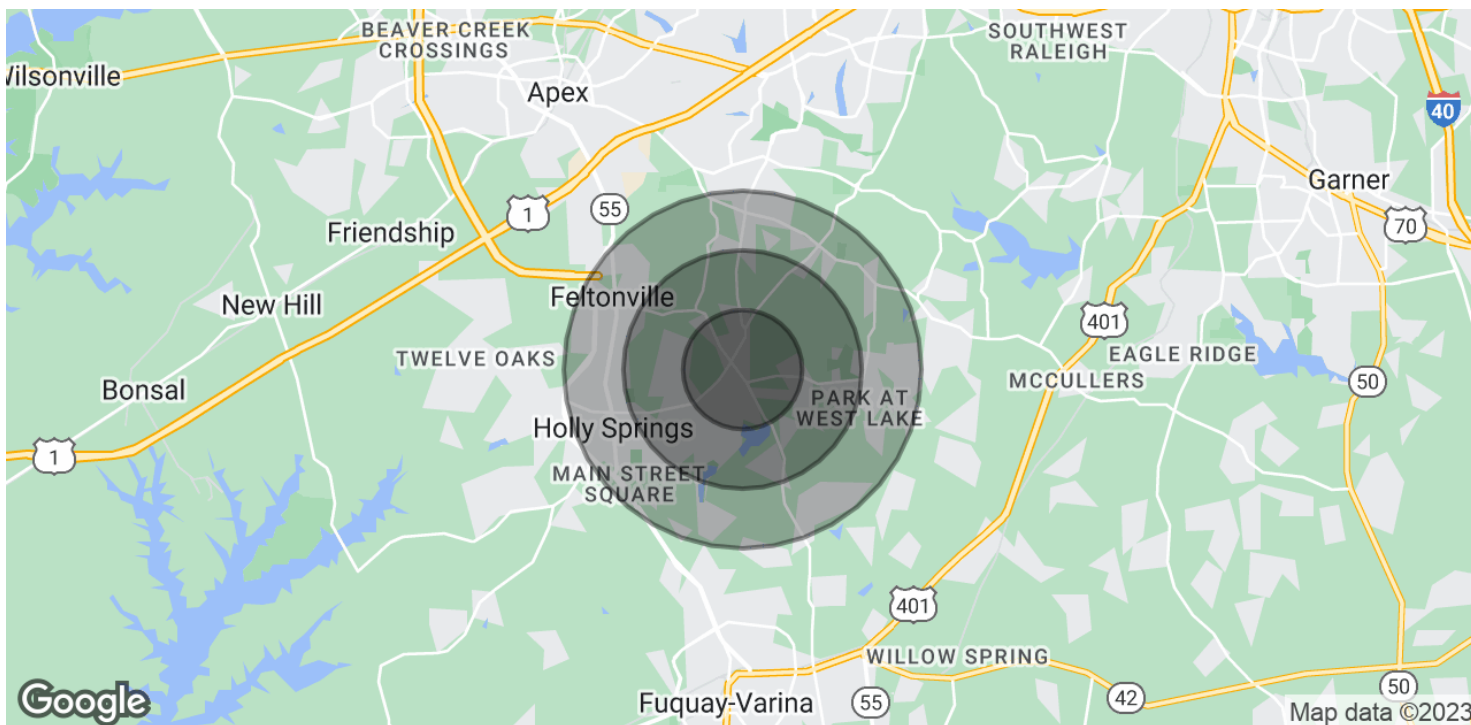 BEAVER CREEK
CROSSINGS
SOUTHWEST
RALEIGH
Wilsonville
Apex
40
Garner
55
1
70
Friendship
Feltonville
New Hill
401
TWELVE OAKS
EAGLE RIDGE
MCCULLERS
50
Bonsal
PARK AT
WEST LAKE
Holly Springs
1
MAIN STREET
SQUARE
401
WILLOW SPRING
Google
Fuquay-Varina
55
42
50
Map data ©2023